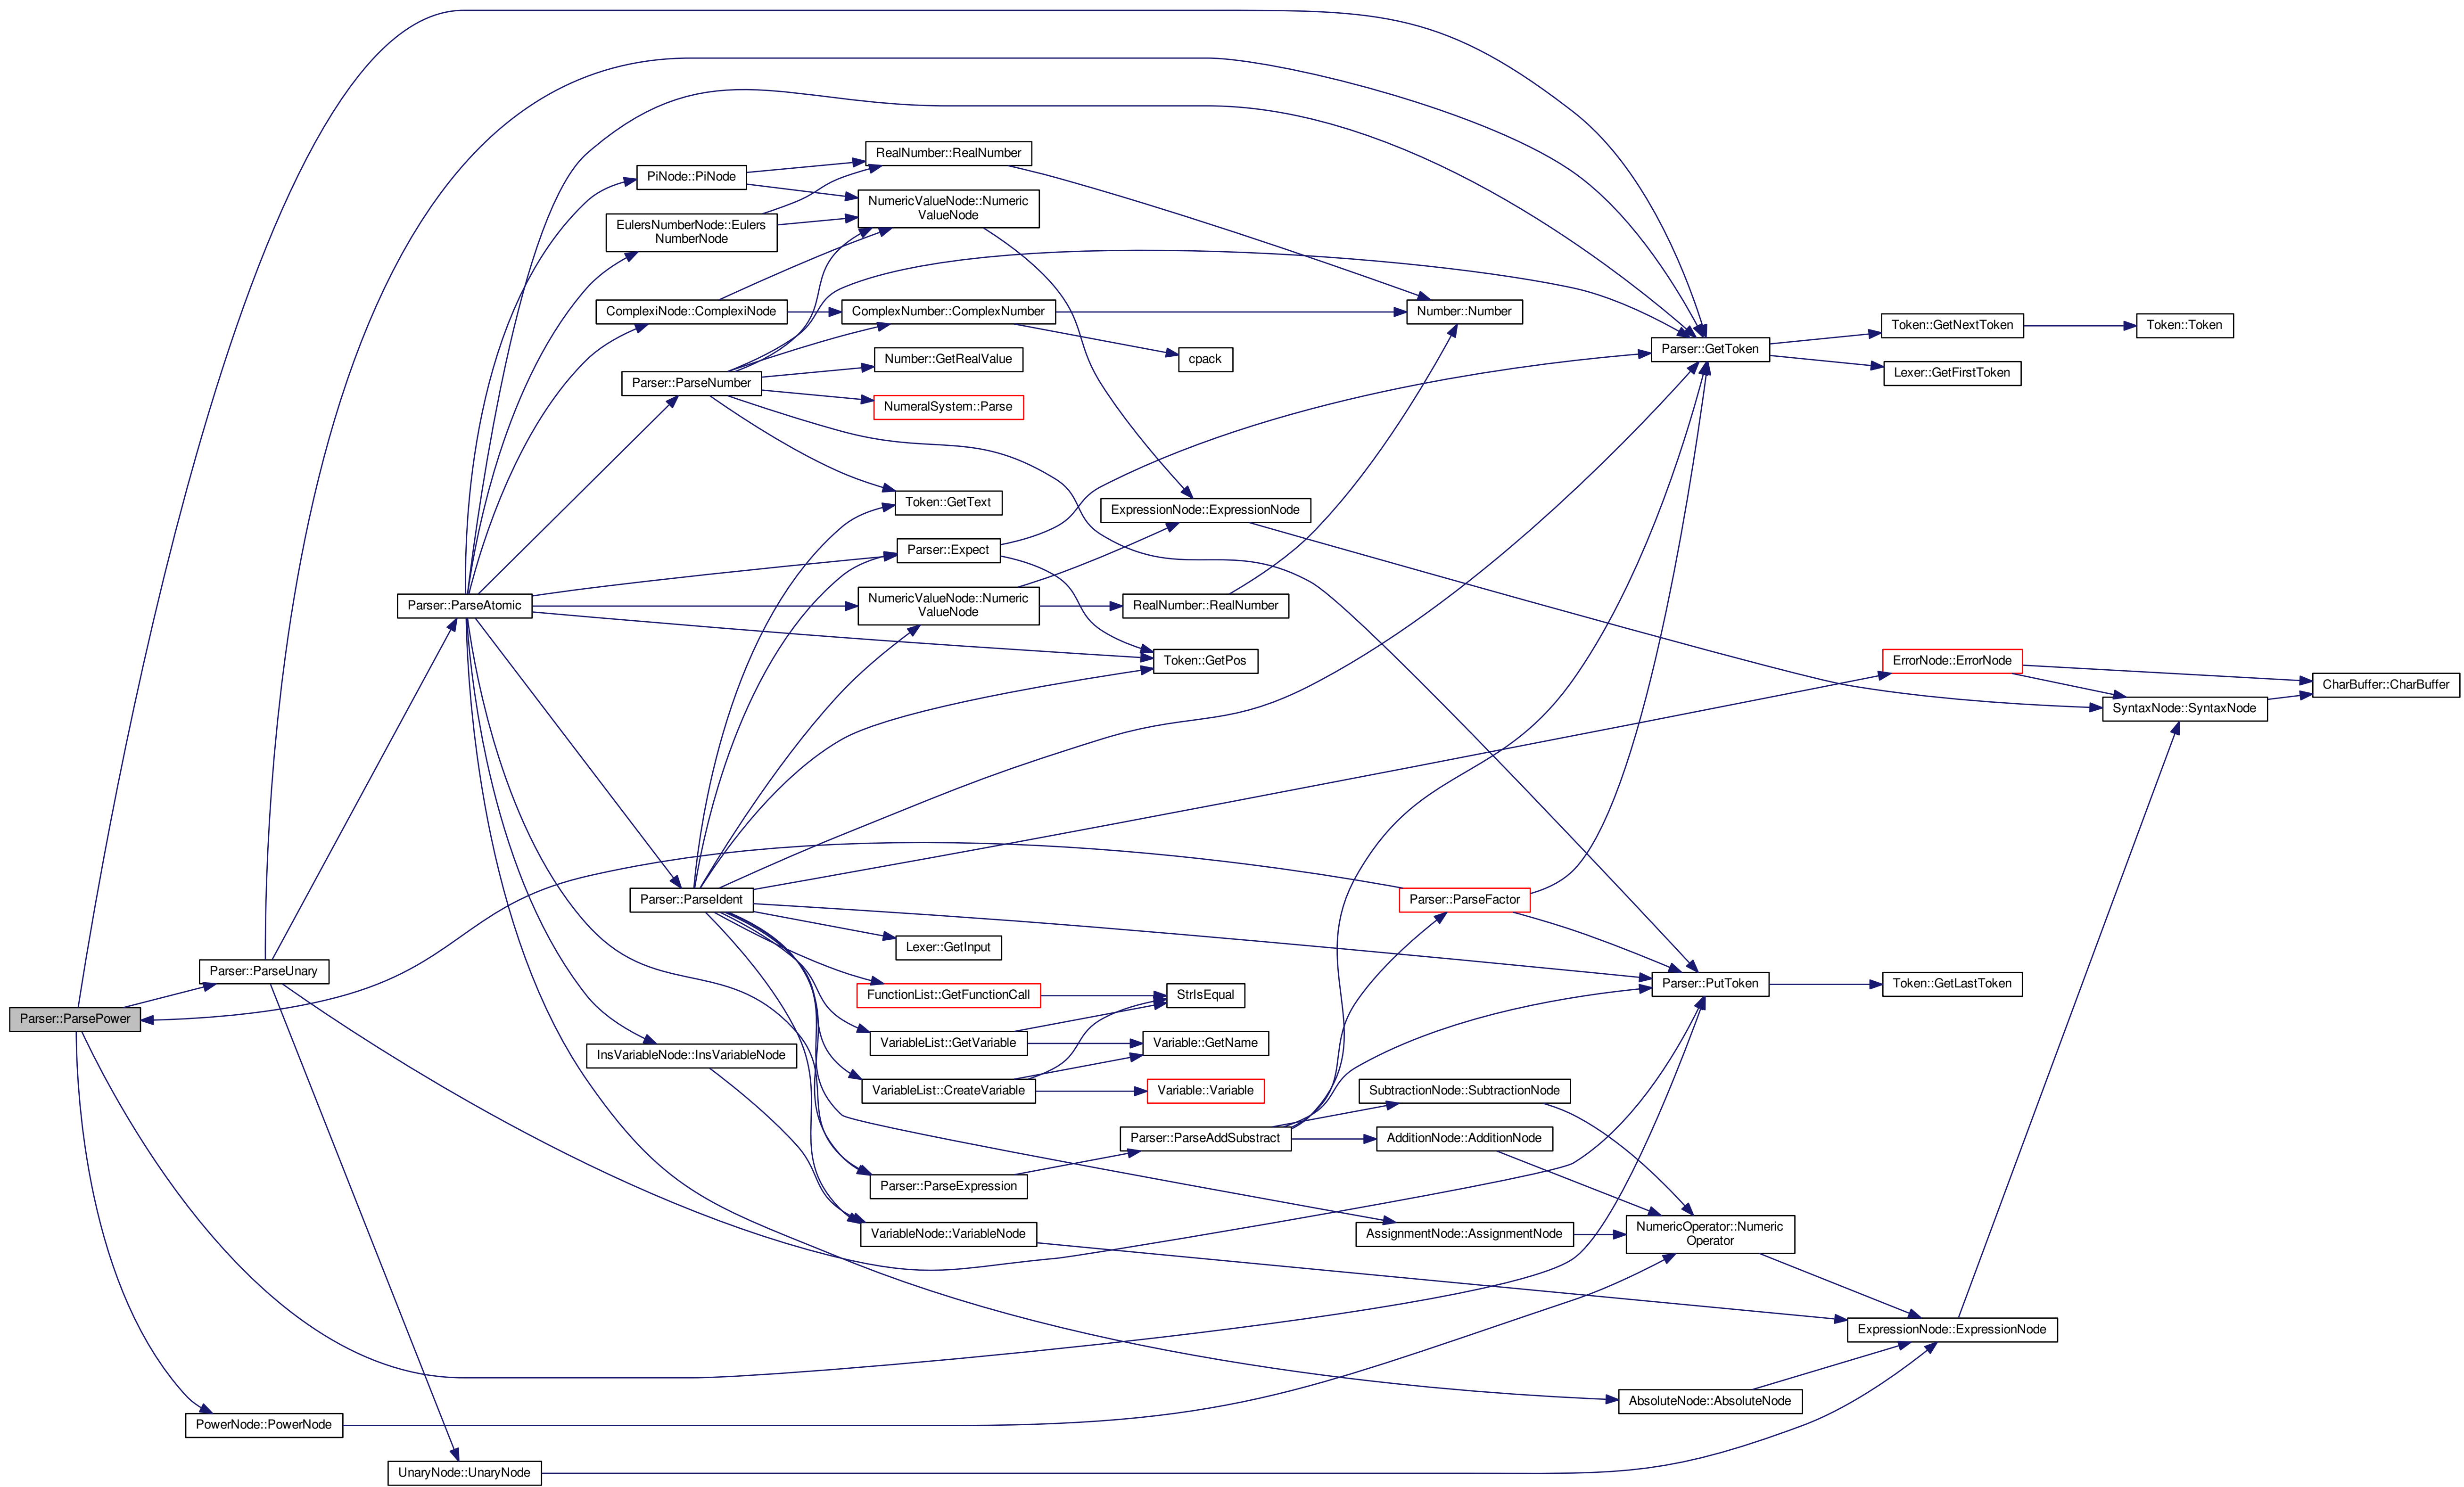 RealNumber::RealNumber
PiNode::PiNode
NumericValueNode::Numeric
ValueNode
EulersNumberNode::Eulers
NumberNode
ComplexiNode::ComplexiNode
ComplexNumber::ComplexNumber
Number::Number
Token::GetNextToken
Token::Token
Parser::GetToken
Number::GetRealValue
cpack
Lexer::GetFirstToken
Parser::ParseNumber
NumeralSystem::Parse
Token::GetText
ExpressionNode::ExpressionNode
Parser::Expect
Parser::ParseAtomic
NumericValueNode::Numeric
ValueNode
RealNumber::RealNumber
Token::GetPos
ErrorNode::ErrorNode
CharBuffer::CharBuffer
SyntaxNode::SyntaxNode
Parser::ParseIdent
Parser::ParseFactor
Lexer::GetInput
Parser::ParseUnary
Parser::PutToken
Token::GetLastToken
FunctionList::GetFunctionCall
StrIsEqual
Parser::ParsePower
VariableList::GetVariable
Variable::GetName
InsVariableNode::InsVariableNode
VariableList::CreateVariable
Variable::Variable
SubtractionNode::SubtractionNode
Parser::ParseAddSubstract
AdditionNode::AdditionNode
Parser::ParseExpression
VariableNode::VariableNode
AssignmentNode::AssignmentNode
NumericOperator::Numeric
Operator
ExpressionNode::ExpressionNode
AbsoluteNode::AbsoluteNode
PowerNode::PowerNode
UnaryNode::UnaryNode